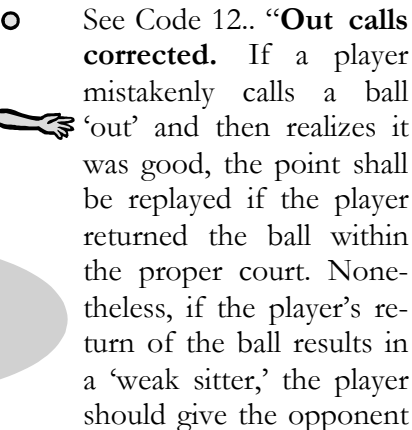 See Code 12.. “Out calls
corrected. If a player
mistakenly calls a ball
‘out’ and then realizes it
was good, the point shall
be replayed if the player
returned the ball within
the proper court. None-
theless, if the player’s re-
turn of the ball results in
a ‘weak sitter,’ the player
should give the opponent